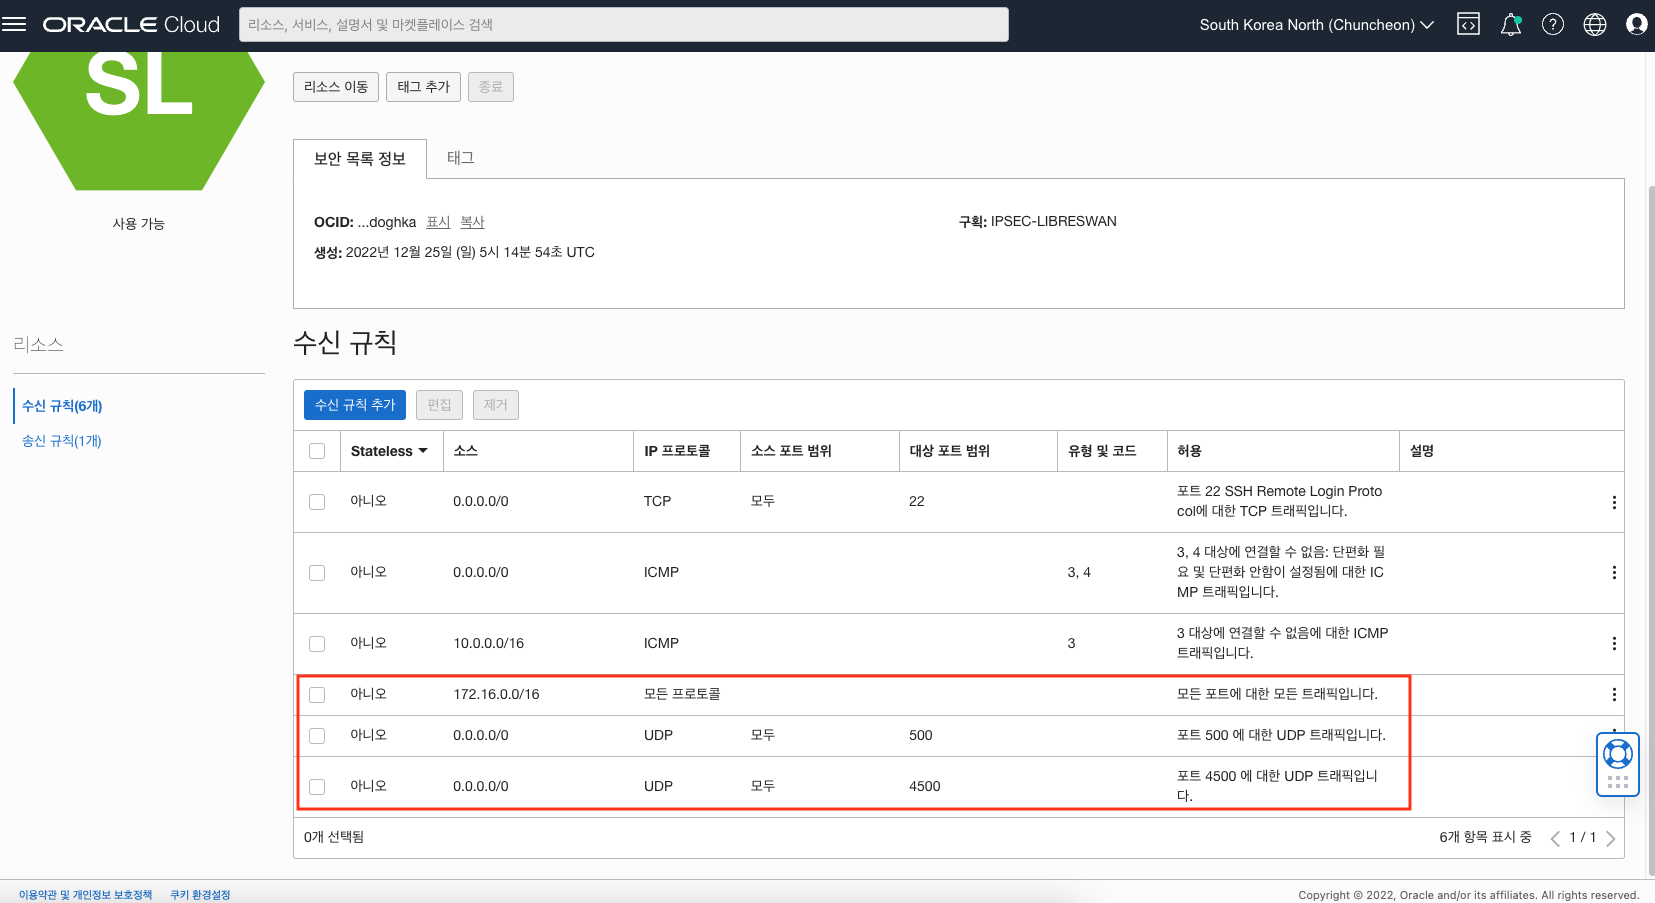 ORACLE Cloud
리소스, 서비스, 설명서 및 마켓플레이스 검색
South Korea North (Chuncheon)
SL
사용 가능
리소스 이동
태그 추가
종료
보안 목록 정보
태그
OCID: ...doghka 표시 복사
구획: IPSEC-LIBRESWAN
생성: 2022년 12월 25일 (일) 5시 14분 54초 UTC
리소스
수신 규칙(6개)
송신 규칙(1개)
수신 규칙
수신 규칙 추가
편집
제거
Stateless 소스 IP 프로토콜 소스 포트 범위 대상 포트 범위 유형 및 코드 허용 설명
아니오 0.0.0.0/0 TCP 모두 22 포트 22 SSH Remote Login Proto
col에 대한 TCP 트래픽입니다.
아니오 0.0.0.0/0 ICMP 3, 4 3, 4 대상에 연결할 수 없음: 단편화 필
요 및 단편화 안함이 설정됨에 대한 IC
MP 트래픽입니다.
아니오 10.0.0.0/16 ICMP 3 3 대상에 연결할 수 없음에 대한 ICMP
트래픽입니다.
아니오 172.16.0.0/16 모든 프로토콜 모든 포트에 대한 모든 트래픽입니다.
아니오 0.0.0.0/0 UDP 모두 500 포트 500 에 대한 UDP 트래픽입니다.
아니오 0.0.0.0/0 UDP 모두 4500 포트 4500 에 대한 UDP 트래픽입니
다.
0개 선택됨
6개 항목 표시 중 1 / 1
이용약관 및 개인정보 보호정책 쿠키 환경설정
Copyright © 2022, Oracle and/or its affiliates. All rights reserved.